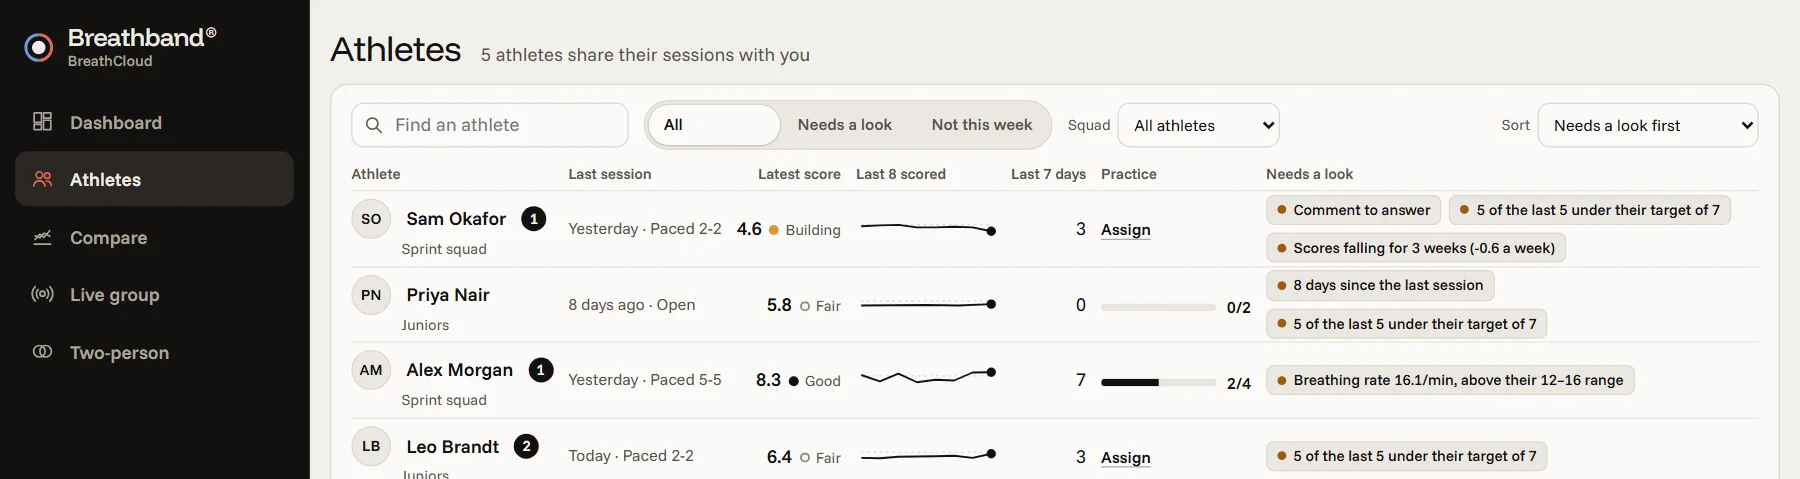 Breathband®
BreathCloud
Dashboard
Athletes
Compare
Live group
Two-person
Athletes 5 athletes share their sessions with you
Find an athlete All Needs a look Not this week Squad All athletes Sort Needs a look first
Athlete Last session Latest score Last 8 scored Last 7 days Practice Needs a look
SO Sam Okafor 1 Yesterday · Paced 2-2 4.6 Building 3 Assign Comment to answer 5 of the last 5 under their target of 7
Sprint squad Scores falling for 3 weeks (-0.6 a week)
PN Priya Nair 8 days ago · Open 5.8 Fair 0 0/2 8 days since the last session
Juniors 5 of the last 5 under their target of 7
AM Alex Morgan 1 Yesterday · Paced 5-5 8.3 Good 7 2/4 Breathing rate 16.1/min, above their 12–16 range
Sprint squad
LB Leo Brandt 2 Today · Paced 2-2 6.4 Fair 3 Assign 5 of the last 5 under their target of 7
Juniors